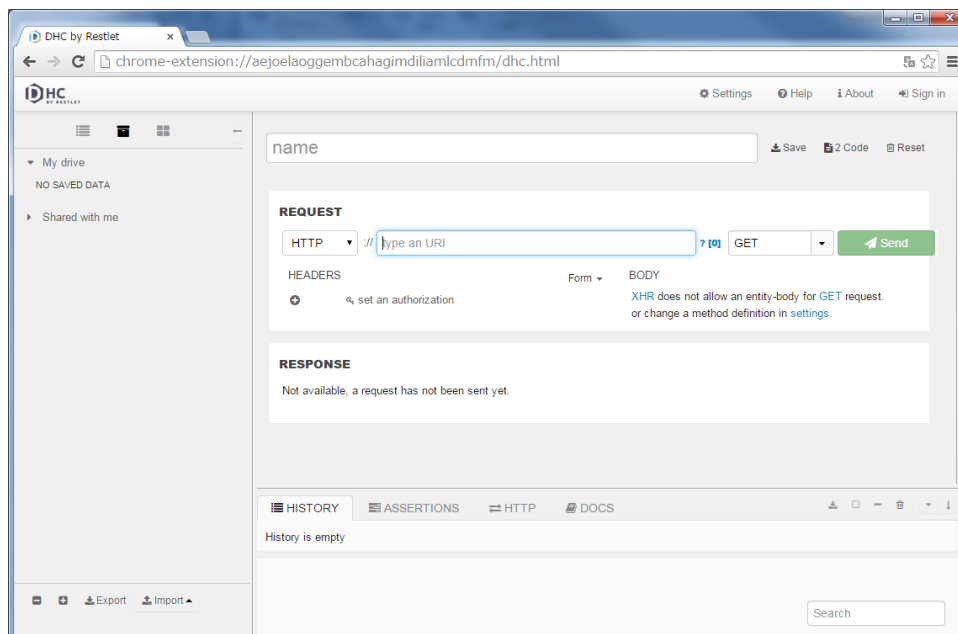 DHC by Restlet
chrome-extension://aejoelaoggembcahagimdiliamlcdmfm/dhc.html
DHC
BY RESTLET
Settings
Help
About
Sign in
name
Save
2 Code
Reset
My drive
NO SAVED DATA
Shared with me
REQUEST
HTTP
://
type an URI
? [0]
GET
Send
HEADERS
Form
BODY
set an authorization
XHR does not allow an entity-body for GET request.
or change a method definition in settings.
RESPONSE
Not available, a request has not been sent yet.
HISTORY
ASSERTIONS
HTTP
DOCS
History is empty
Export
Import
Search